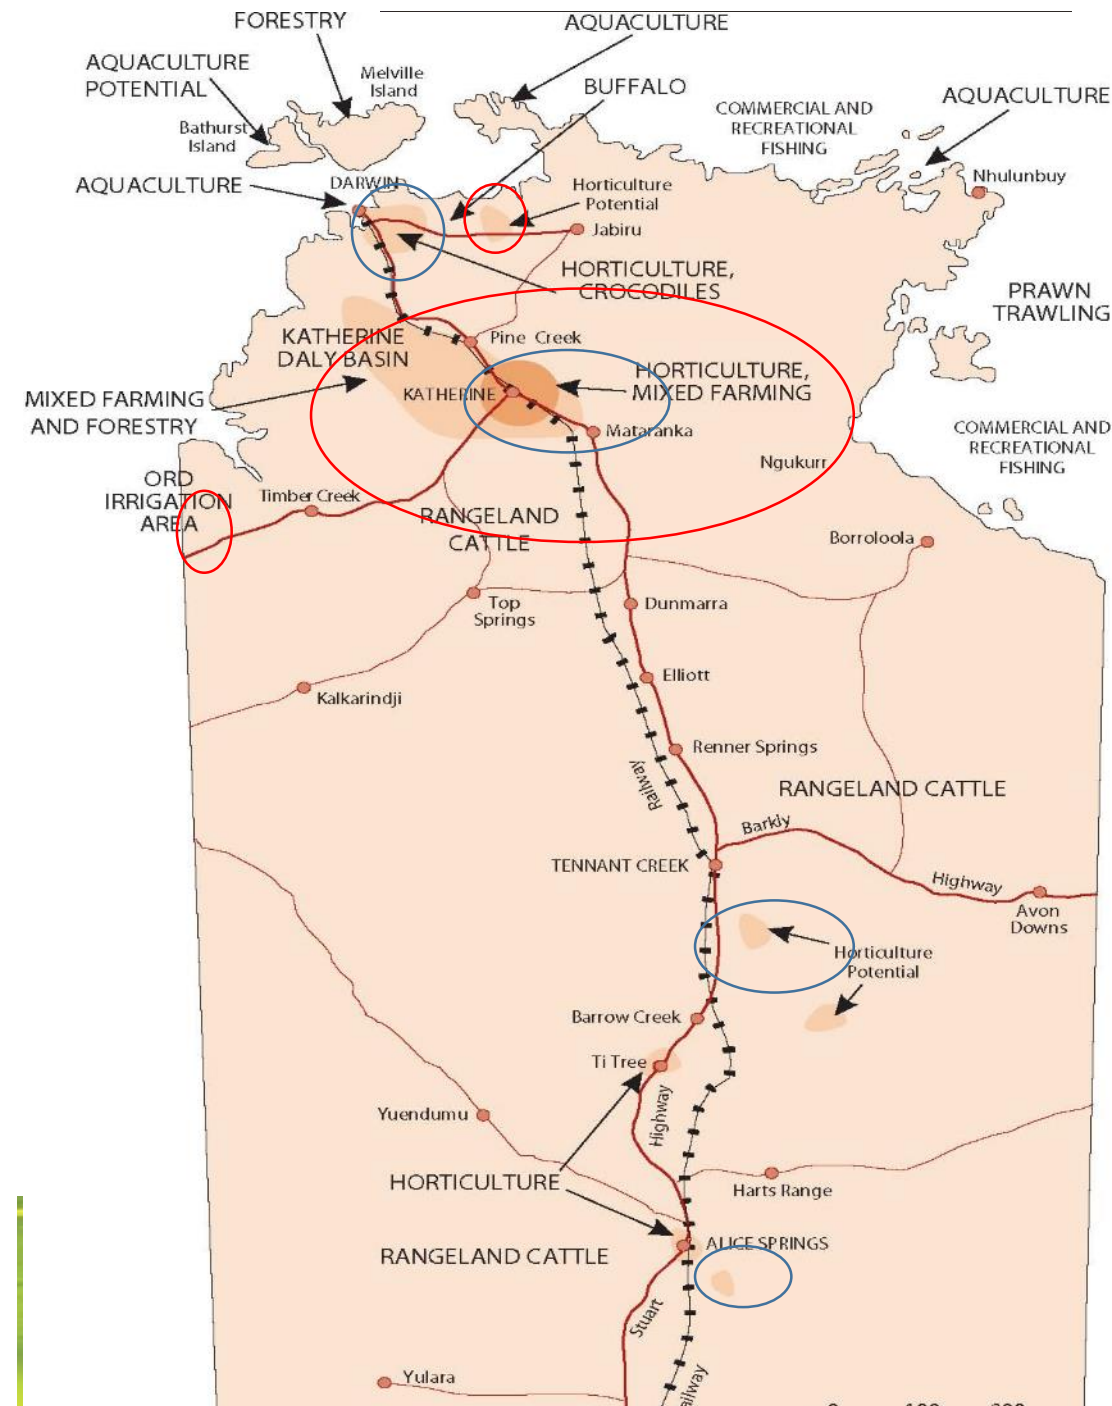 FORESTRY
AQUACULTURE
AQUACULTURE
POTENTIAL
Melville
Island
BUFFALO
AQUACULTURE
COMMERCIAL AND
RECREATIONAL
FISHING
Bathurst
Island
AQUACULTURE
DARWIN
Horticulture
Potential
Nhulunbuy
Jabiru
HORTICULTURE,
CROCODILES
PRAWN
TRAWLING
KATHERINE
DALY BASIN
Pine Creek
HORTICULTURE,
MIXED FARMING
KATHERINE
MIXED FARMING
AND FORESTRY
Mataranka
COMMERCIAL AND
RECREATIONAL
FISHING
Ngukurr
ORD
IRRIGATION
AREA
Timber Creek
RANGELAND
CATTLE
Borroloola
Top
Springs
Dunmarra
Elliott
Kalkarindji
Renner Springs
Railway
RANGELAND CATTLE
Barkly
TENNANT CREEK
Highway
Avon
Downs
Horticulture
Potential
Barrow Creek
Ti Tree
Highway
Yuendumu
HORTICULTURE
Harts Range
ALICE SPRINGS
RANGELAND CATTLE
Stuart
Yulara